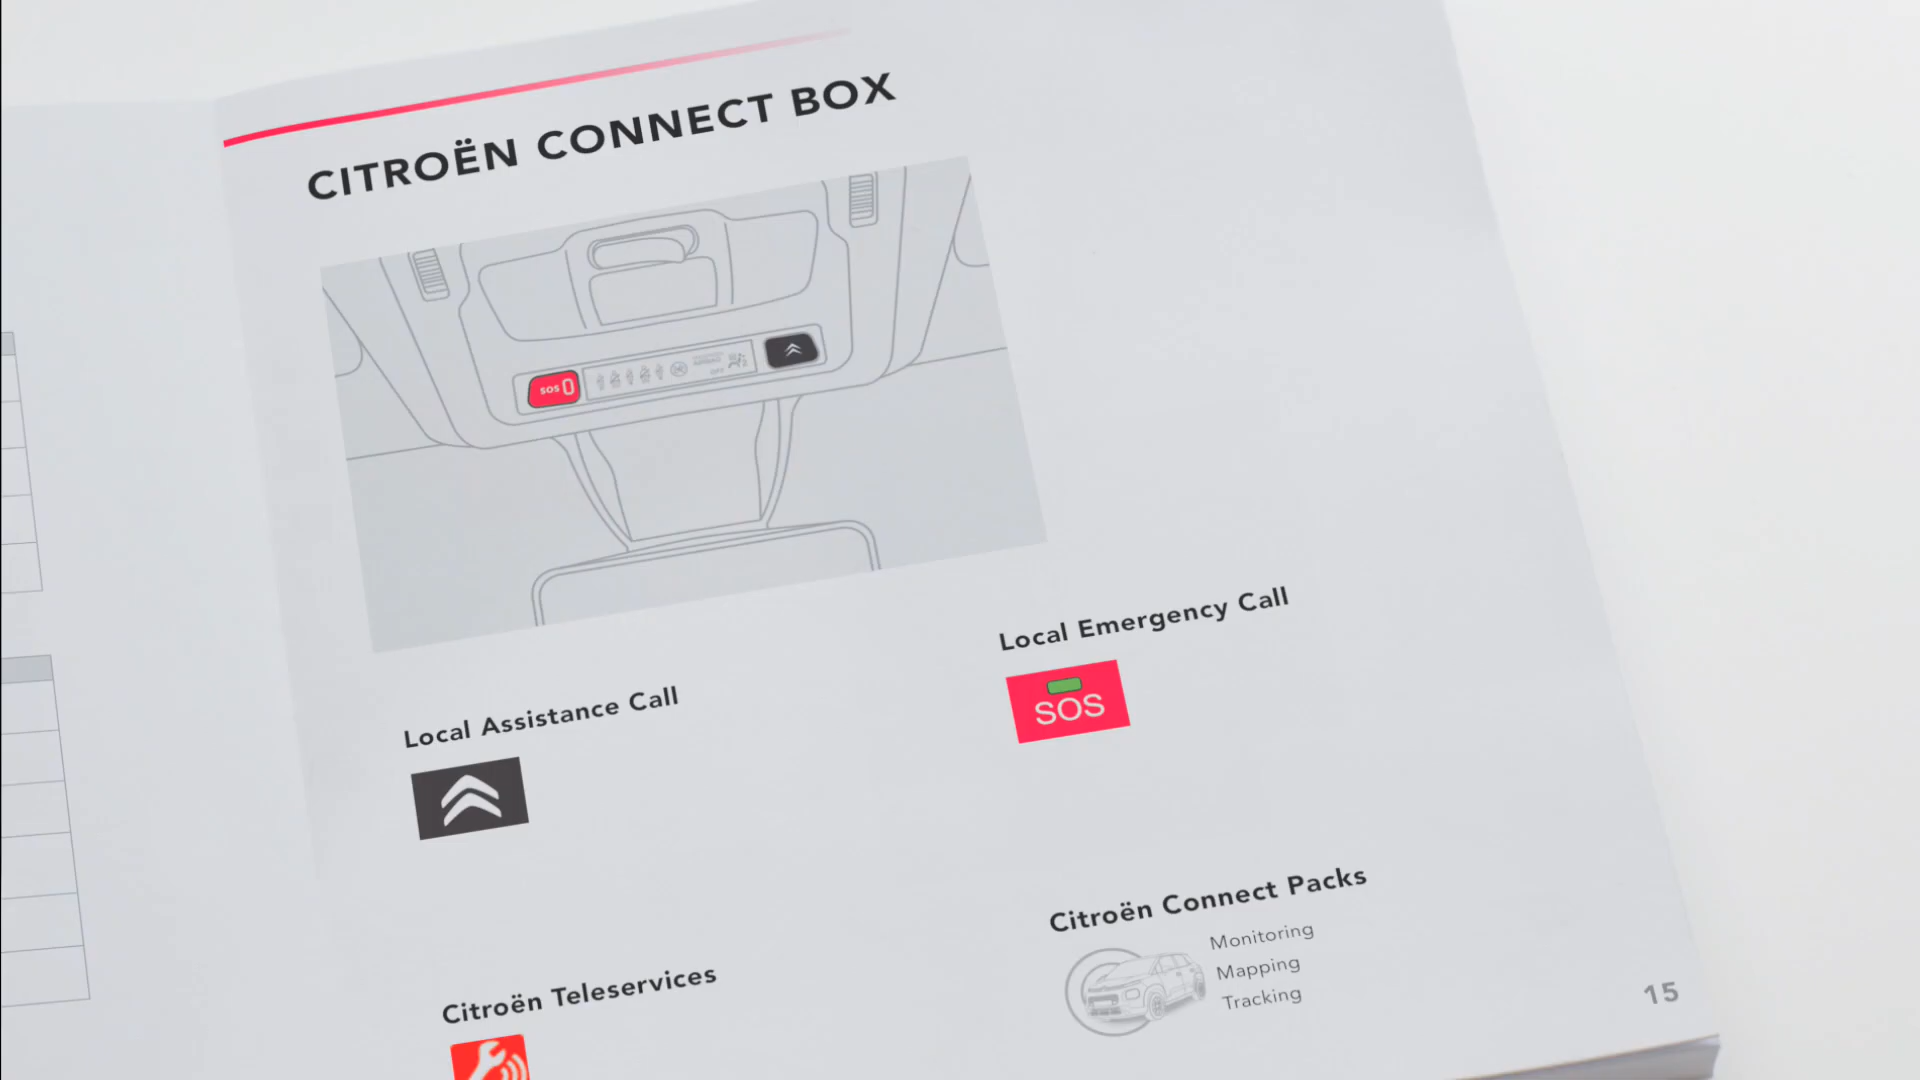 CITROËN CONNECT BOX
sos
OFF
Local Assistance Call
Local Emergency Call
SOS
Citroën Teleservices
Citroën Connect Packs
Monitoring
Mapping
Tracking
15